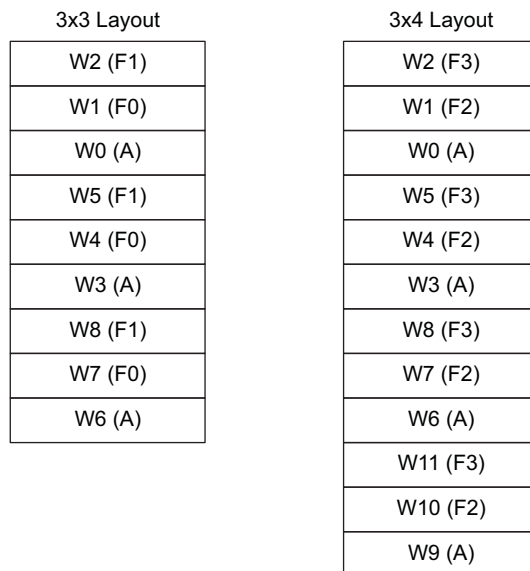 3x3 Layout
W2 (F1)
W1 (F0)
W0 (A)
W5 (F1)
W4 (F0)
W3 (A)
W8 (F1)
W7 (F0)
W6 (A)
3x4 Layout
W2 (F3)
W1 (F2)
W0 (A)
W5 (F3)
W4 (F2)
W3 (A)
W8 (F3)
W7 (F2)
W6 (A)
W11 (F3)
W10 (F2)
W9 (A)